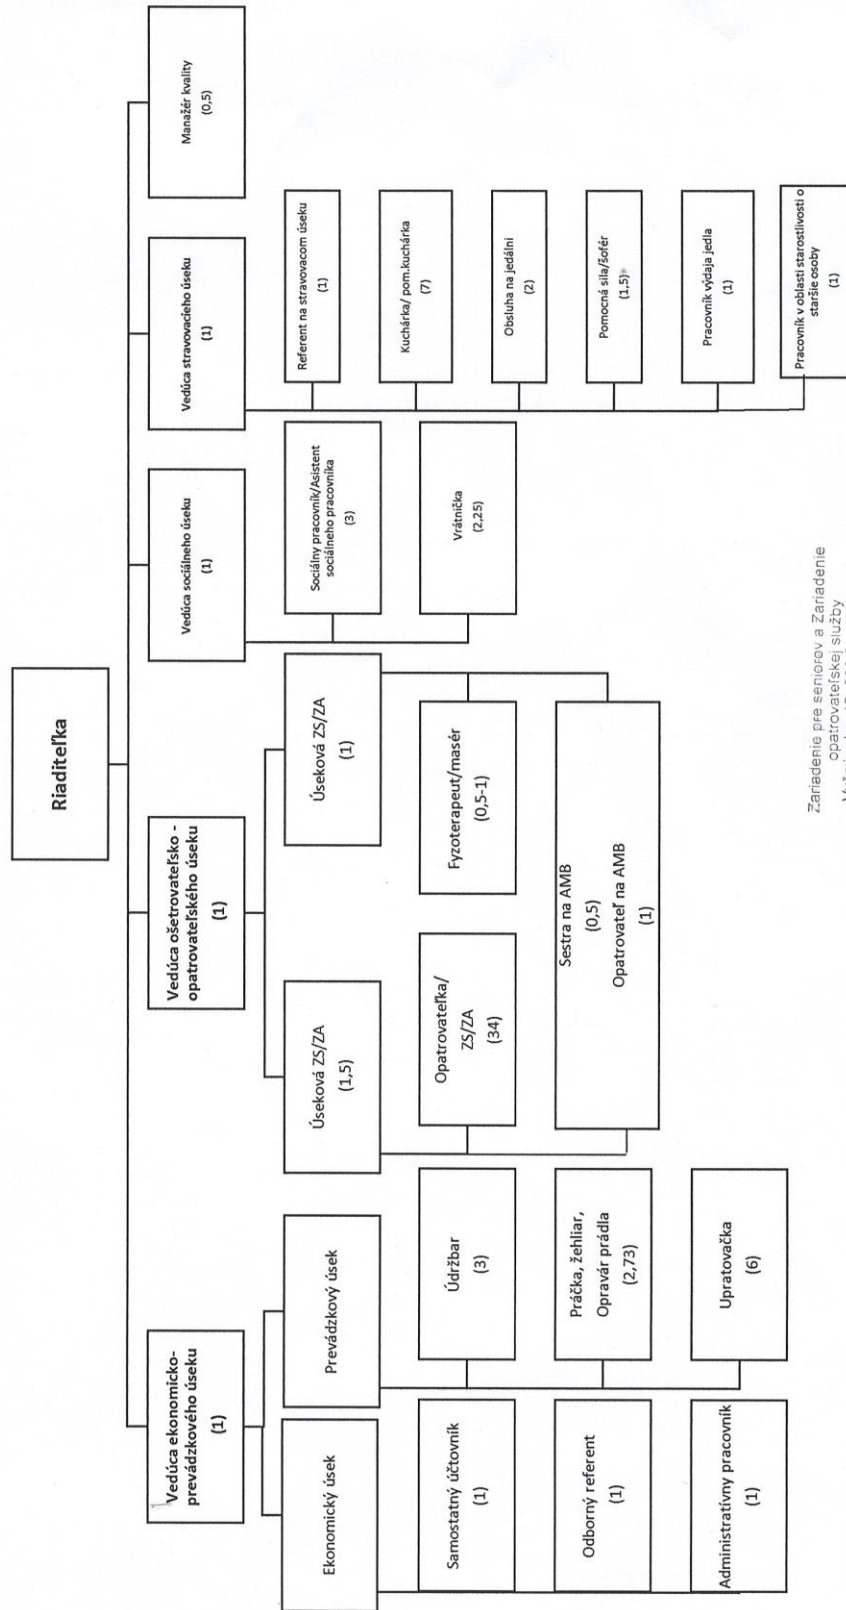 Riaditeľka
Vedúca ekonomicko-
prevádzkového úseku
(1)
Vedúca ošetrovateľsko -
opatrovateľského úseku
(1)
Vedúca sociálneho úseku
(1)
Vedúca stravovacieho úseku
(1)
Manažér kvality
(0,5)
Ekonomický úsek
Prevádzkový úsek
Úseková ZS/ZA
(1,5)
Úseková ZS/ZA
(1)
Sociálny pracovník/Asistent
sociálneho pracovníka
(3)
Referent na stravovacom úseku
(1)
Samostatný účtovník
(1)
Údržbar
(3)
Opatrovateľka/
ZS/ZA
(34)
Fyzoterapeut/masér
(0,5-1)
Vrátnička
(2,25)
Kuchárka/ pom.kuchárka
(7)
Odborný referent
(1)
Práčka, žehliar,
Opravár prádla
(2,73)
Sestra na AMB
(0,5)
Opatrovateľ na AMB
(1)
Obsluha na jedálni
(2)
Administratívny pracovník
(1)
Upratovačka
(6)
Pomocná sila/šofér
(1,5)
Pracovník výdaja jedla
(1)
Pracovník v oblasti starostlivosti o
staršie osoby
(1)
Zariadenie pre seniorov a Zariadenie
opatrovateľskej služby